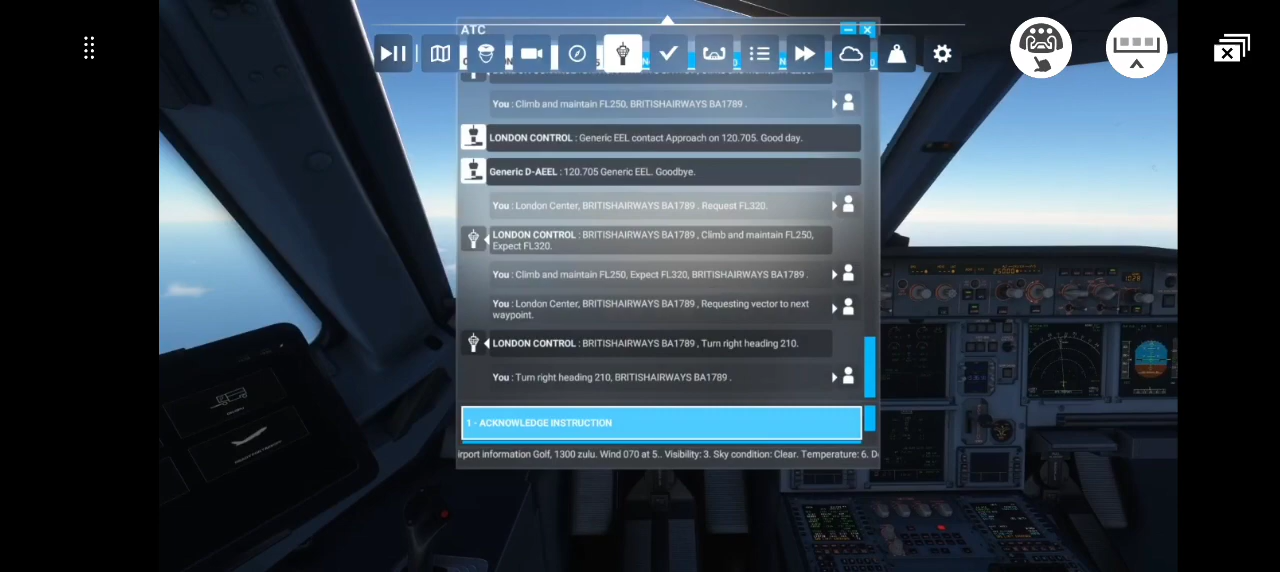 ATC
You : Climb and maintain FL250, BRITISHAIRWAYS BA1789 .
LONDON CONTROL : Generic EEL contact Approach on 120.705. Good day.
Generic D-AEEL : 120.705 Generic EEL. Goodbye.
You : London Center, BRITISHAIRWAYS BA1789 . Request FL320.
LONDON CONTROL : BRITISHAIRWAYS BA1789 , Climb and maintain FL250,
Expect FL320.
You : Climb and maintain FL250, Expect FL320, BRITISHAIRWAYS BA1789 .
You : London Center, BRITISHAIRWAYS BA1789 , Requesting vector to next
waypoint.
LONDON CONTROL : BRITISHAIRWAYS BA1789 , Turn right heading 210.
You : Turn right heading 210, BRITISHAIRWAYS BA1789 .
1 - ACKNOWLEDGE INSTRUCTION
irport information Golf, 1300 zulu. Wind 070 at 5.. Visibility: 3. Sky condition: Clear. Temperature: 6. D